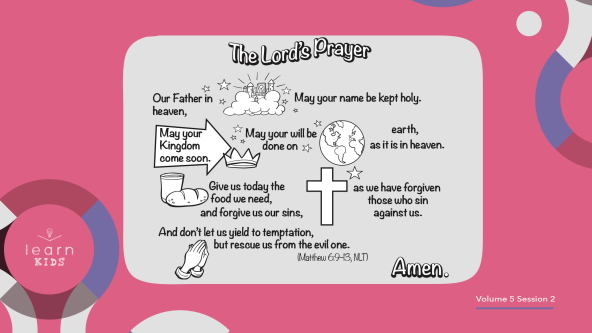 The Lord's Prayer
Our Father in
heaven,
May your name be kept holy.
May your
Kingdom
come soon.
May your will be
done on
earth,
as it is in heaven.
Give us today the
food we need,
and forgive us our sins,
as we have forgiven
those who sin
against us.
And don't let us yield to temptation,
but rescue us from the evil one.
(Matthew 6:9-13, NLT)
Amen.
learn
KIDS
Volume 5 Session 2